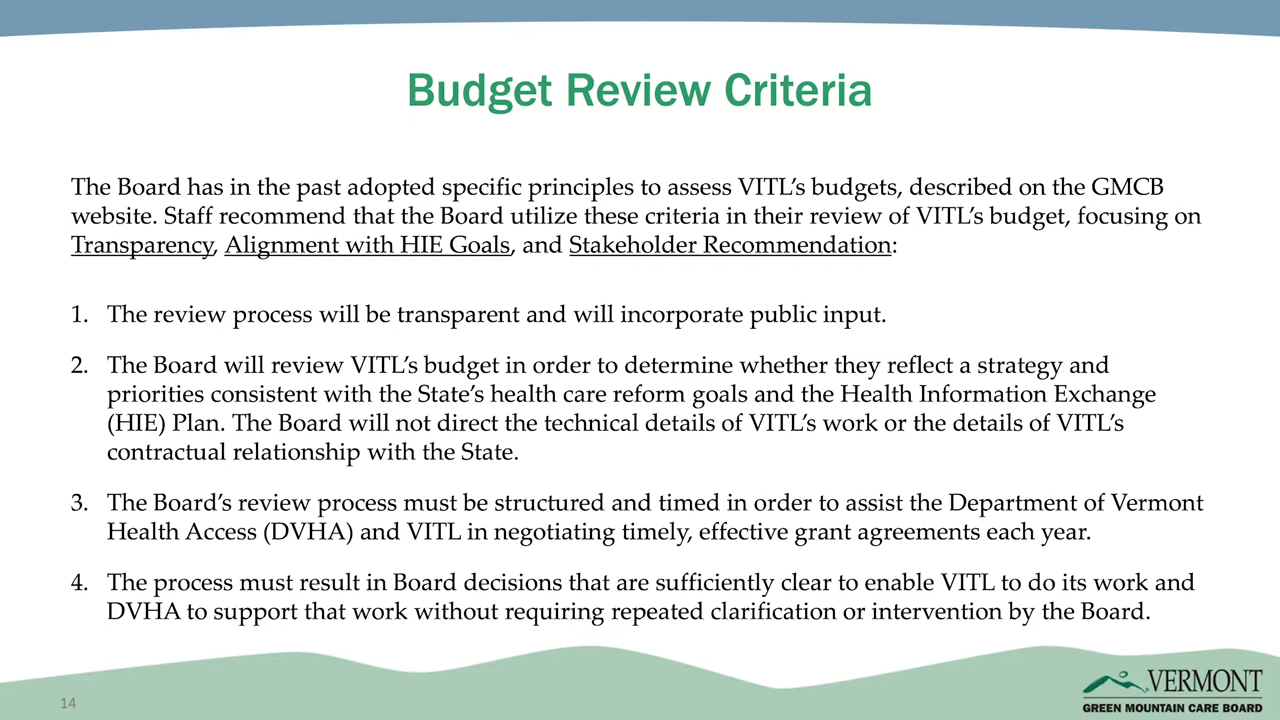 Budget Review Criteria
The Board has in the past adopted specific principles to assess VITL’s budgets, described on the GMCB
website. Staff recommend that the Board utilize these criteria in their review of VITL’s budget, focusing on
Transparency, Alignment with HIE Goals, and Stakeholder Recommendation:
1. The review process will be transparent and will incorporate public input.
2. The Board will review VITL’s budget in order to determine whether they reflect a strategy and
priorities consistent with the State’s health care reform goals and the Health Information Exchange
(HIE) Plan. The Board will not direct the technical details of VITL’s work or the details of VITL’s
contractual relationship with the State.
3. The Board’s review process must be structured and timed in order to assist the Department of Vermont
Health Access (DVHA) and VITL in negotiating timely, effective grant agreements each year.
4. The process must result in Board decisions that are sufficiently clear to enable VITL to do its work and
DVHA to support that work without requiring repeated clarification or intervention by the Board.
14
VERMONT
GREEN MOUNTAIN CARE BOARD